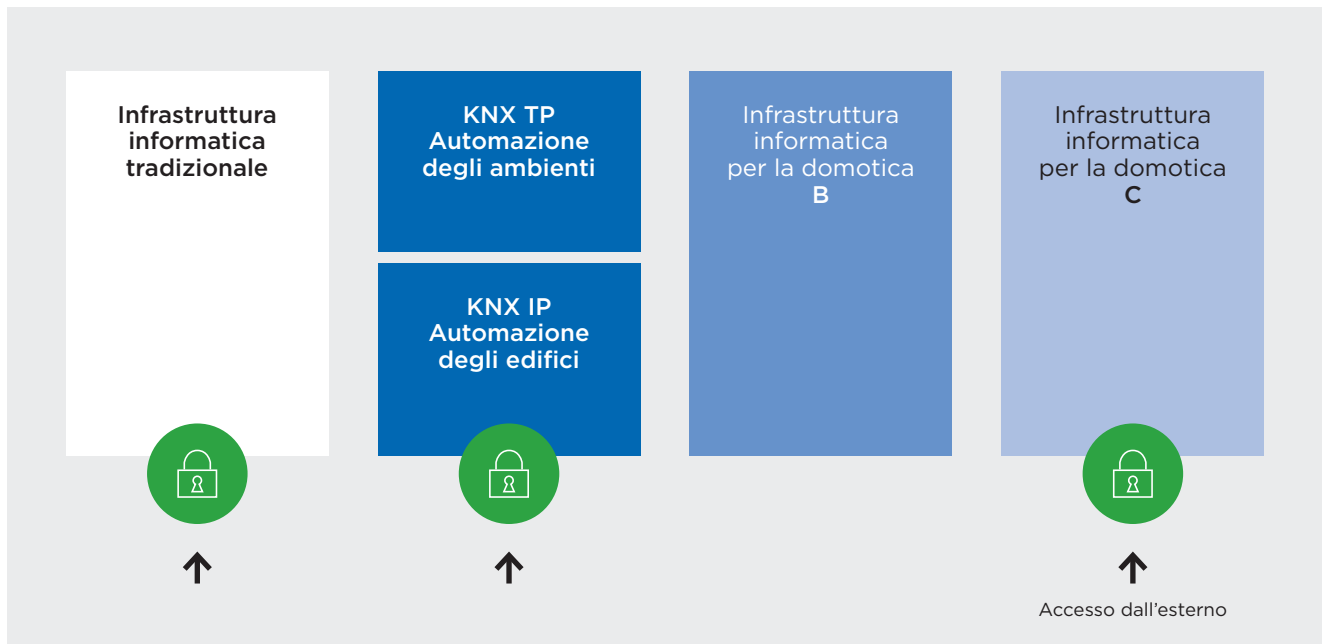 Infrastruttura
informatica
tradizionale
KNX TP
Automazione
degli ambienti
KNX IP
Automazione
degli edifici
Infrastruttura
informatica
per la domotica
B
Infrastruttura
informatica
per la domotica
C
Accesso dall'esterno